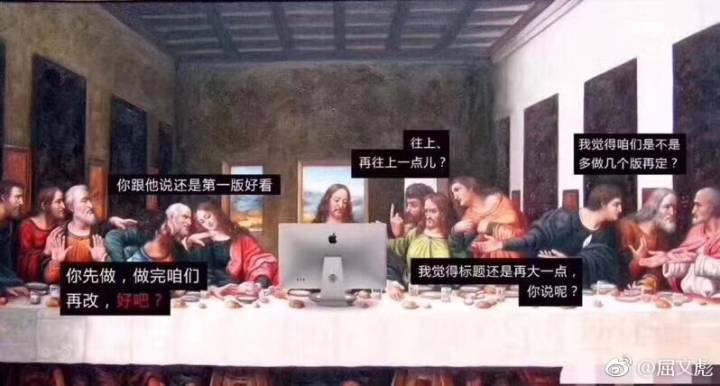 往上、
再往上一点儿？
我觉得咱们是不是
多做几个版再定？
你跟他说还是第一版好看
你先做，做完咱们
再改，好吧？
我觉得标题还是再大一点，
你说呢？
@屈文彪